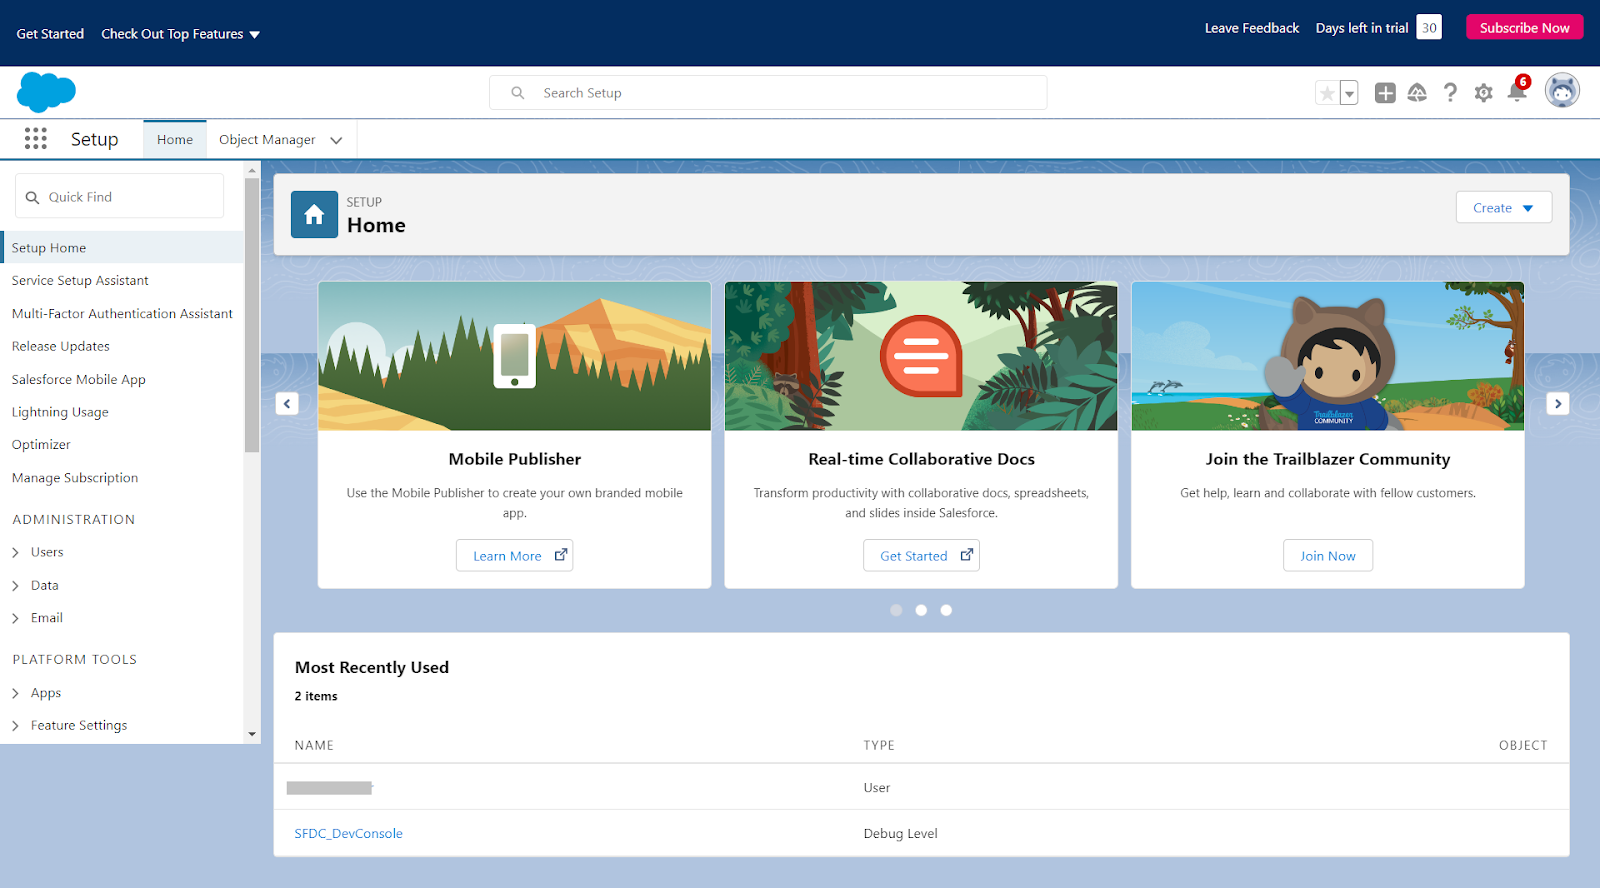 Get Started Check Out Top Features
Leave Feedback Days left in trial 30 Subscribe Now
Search Setup
6
Setup Home Object Manager
Quick Find
Setup Home
Service Setup Assistant
Multi-Factor Authentication Assistant
Release Updates
Salesforce Mobile App
Lightning Usage
Optimizer
Manage Subscription
ADMINISTRATION
Users
Data
Email
PLATFORM TOOLS
Apps
Feature Settings
SETUP
Home
Create
Mobile Publisher
Use the Mobile Publisher to create your own branded mobile
app.
Learn More
Real-time Collaborative Docs
Transform productivity with collaborative docs, spreadsheets,
and slides inside Salesforce.
Get Started
Trailblazer
COMMUNITY
Join the Trailblazer Community
Get help, learn and collaborate with fellow customers.
Join Now
Most Recently Used
2 items
NAME TYPE OBJECT
User
SFDC_DevConsole Debug Level